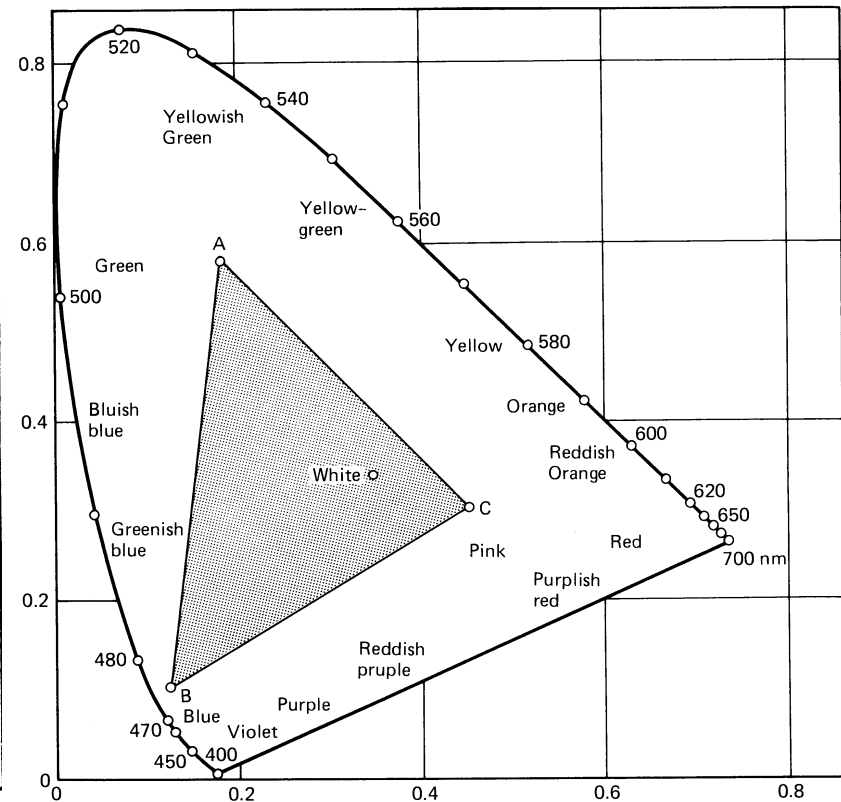 520
0.8
540
Yellowish
Green
Yellow-
green
560
A
0.6
Green
500
Yellow
580
Orange
Bluish
blue
0.4
600
Reddish
Orange
White
620
C
650
Greenish
blue
Pink
Red
700 nm
Purplish
red
0.2
Reddish
pruple
480
B
Blue
Purple
470
Violet
450
400
0
0
0.2
0.4
0.6
0.8